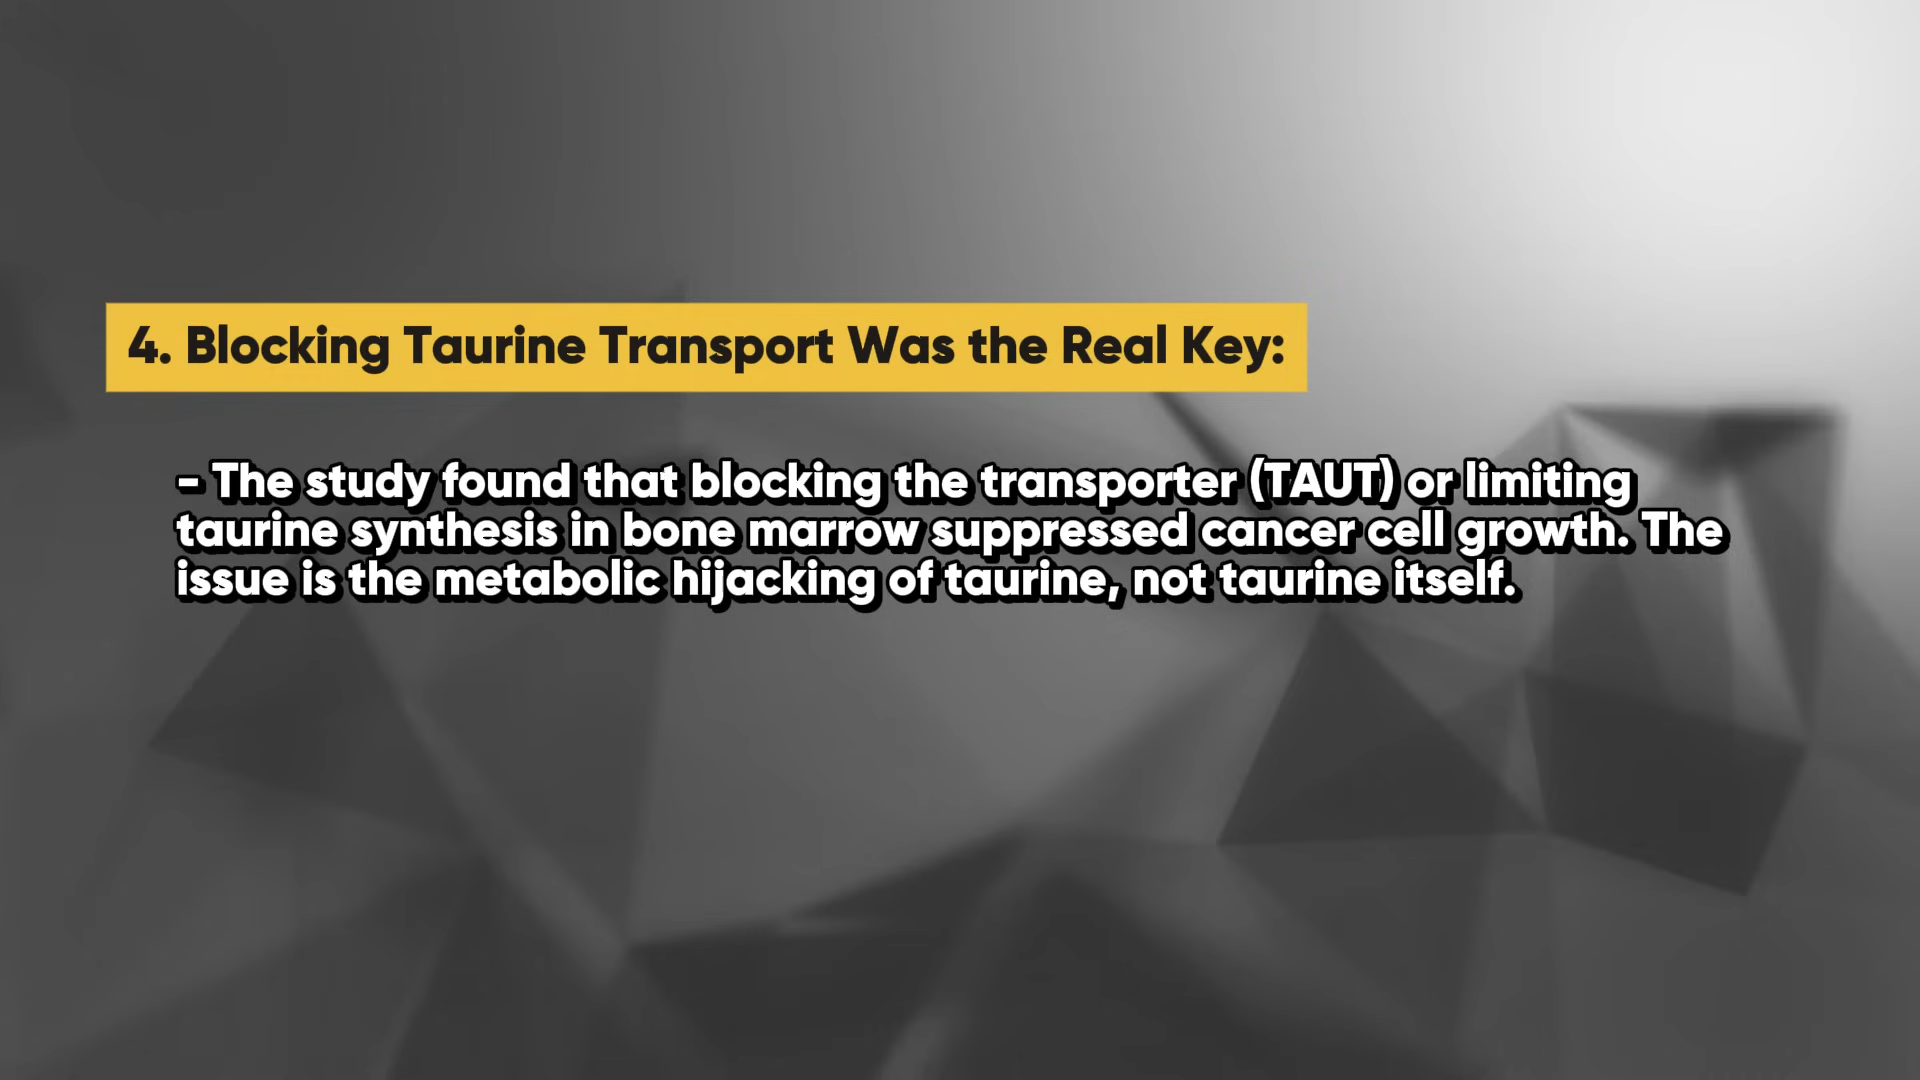 4. Blocking Taurine Transport Was the Real Key:
- The study found that blocking the transporter (TAUT) or limiting
taurine synthesis in bone marrow suppressed cancer cell growth. The
issue is the metabolic hijacking of taurine, not taurine itself.